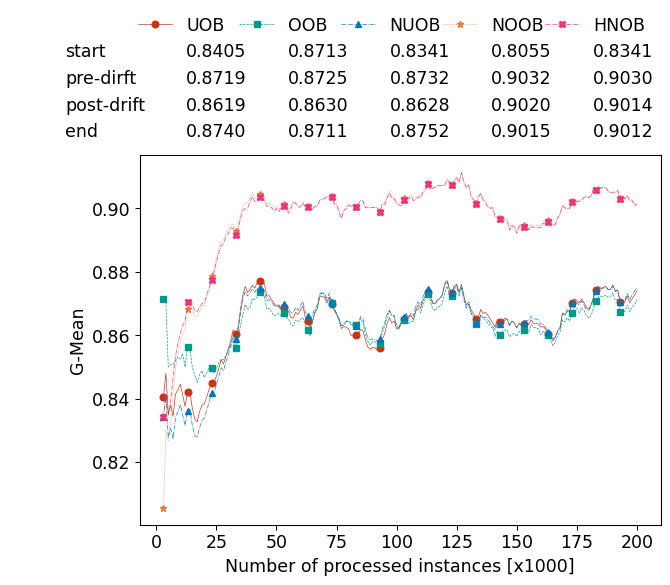 UOB OOB NUOB NOOB HNOB
start 0.8405 0.8713 0.8341 0.8055 0.8341
pre-dirft 0.8719 0.8725 0.8732 0.9032 0.9030
post-drift 0.8619 0.8630 0.8628 0.9020 0.9014
end 0.8740 0.8711 0.8752 0.9015 0.9012
G-Mean
0.90
0.88
0.86
0.84
0.82
0 25 50 75 100 125 150 175 200
Number of processed instances [x1000]